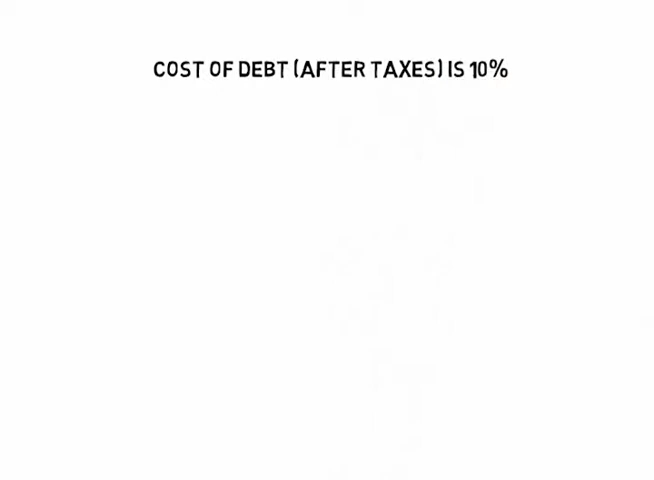 COST OF DEBT (AFTER TAXES) IS 10%